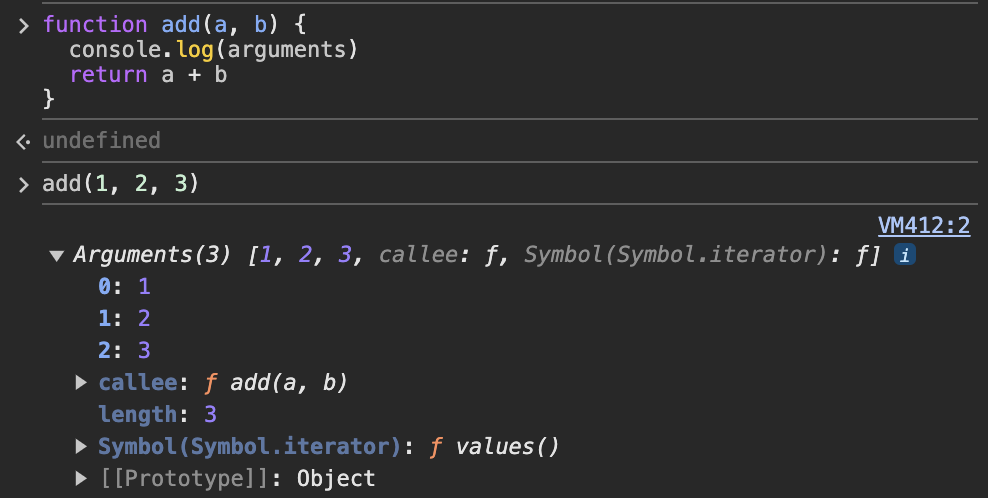 function add(a, b) {
  console.log(arguments)
  return a + b
}
undefined
add(1, 2, 3)
VM412:2
Arguments(3) [1, 2, 3, callee: ƒ, Symbol(Symbol.iterator): ƒ] i
0: 1
1: 2
2: 3
callee: ƒ add(a, b)
length: 3
Symbol(Symbol.iterator): ƒ values()
[[Prototype]]: Object